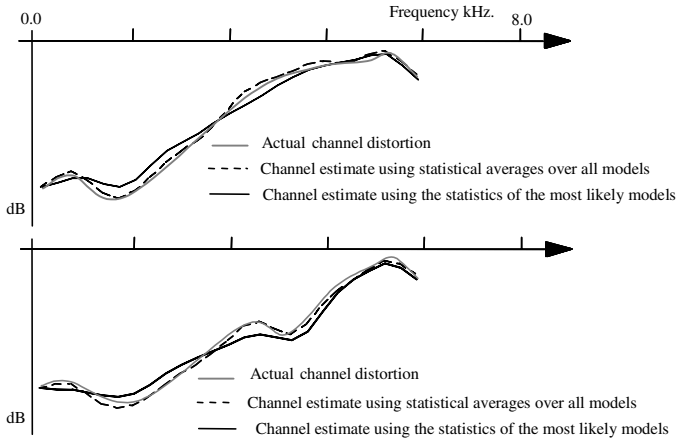 Frequency kHz.
0.0
8.0
Actual channel distortion
Channel estimate using statistical averages over all models
Channel estimate using the statistics of the most likely models
dB
Actual channel distortion
Channel estimate using statistical averages over all models
Channel estimate using the statistics of the most likely models
dB